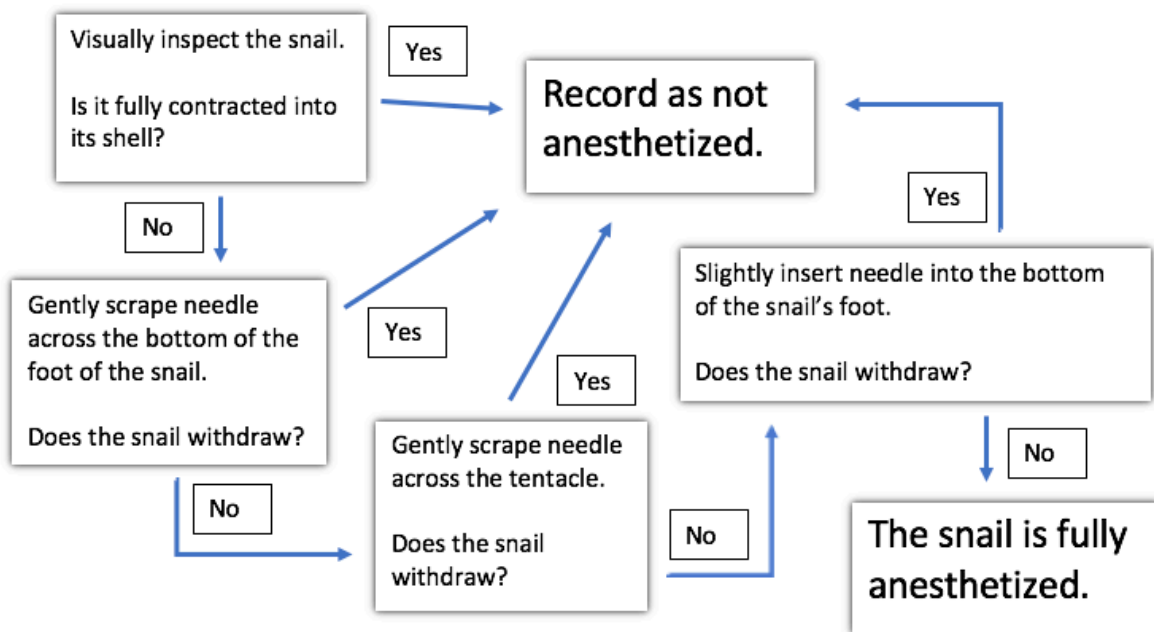 Visually inspect the snail.
Is it fully contracted into
its shell?
Yes
Record as not
anesthetized.
No
Yes
Gently scrape needle
across the bottom of the
foot of the snail.
Does the snail withdraw?
Yes
Slightly insert needle into the bottom
of the snail's foot.
Does the snail withdraw?
Yes
No
Gently scrape needle
across the tentacle.
Does the snail
withdraw?
No
No
The snail is fully
anesthetized.